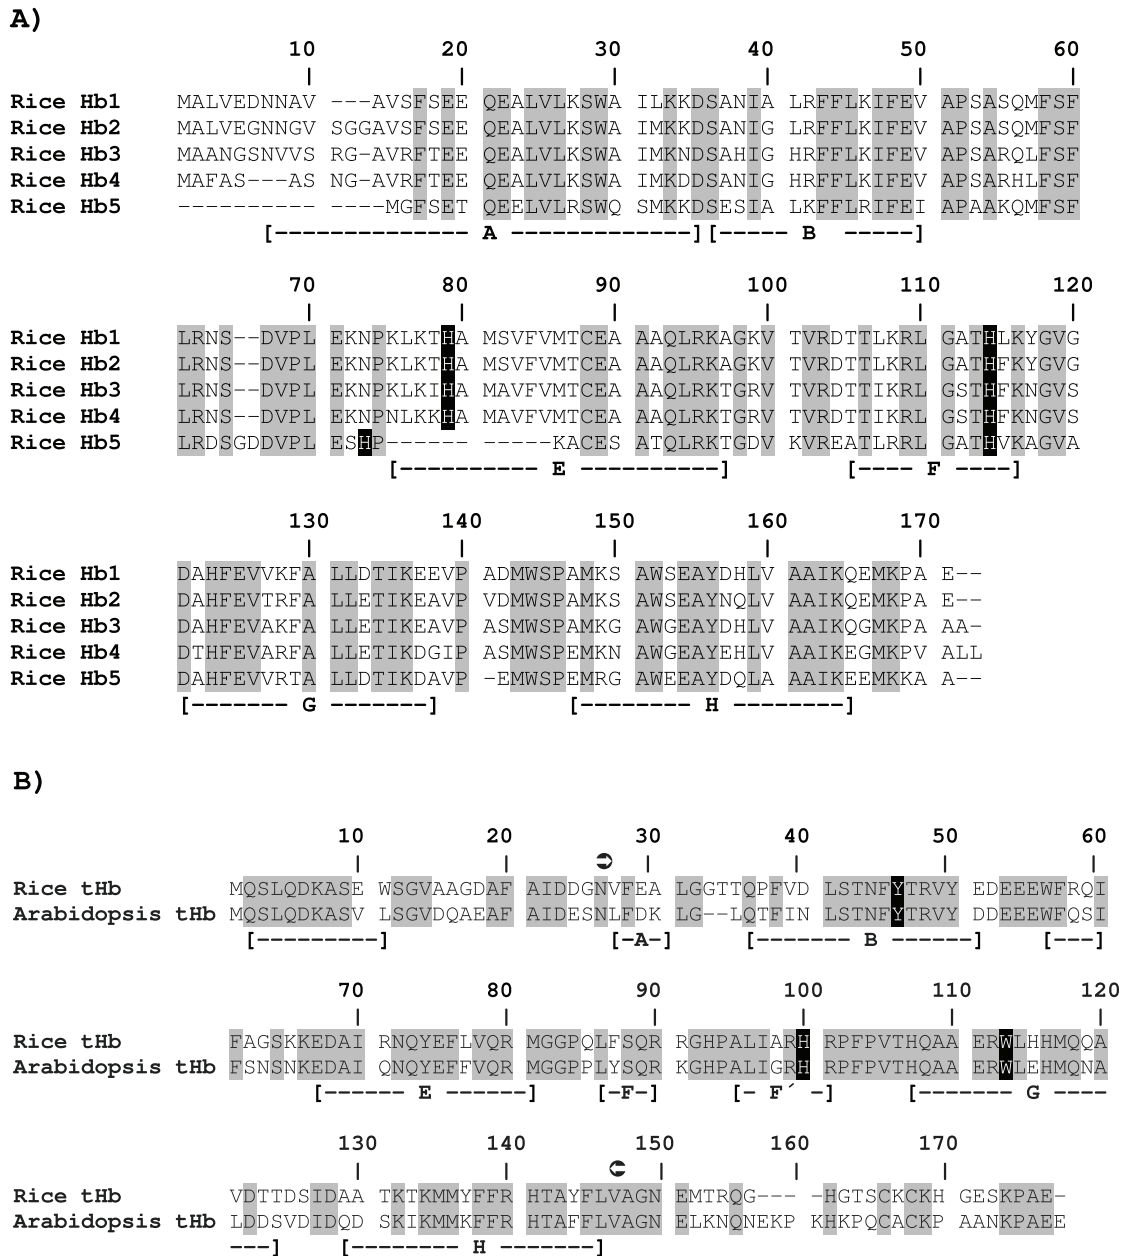 A)
10 20 30 40 50 60
Rice Hb1 MALVEDNNAV ---AVSFSEE QEALVLKSWA ILKKDSANIA LRFFLKIFEV APSASQMFSF
Rice Hb2 MALVEGNNGV SGGAVSFSEE QEALVLKSWA IMKKDSANIG LRFFLKIFEV APSASQMFSF
Rice Hb3 MAANGSNVVS RG-AVRFTEE QEALVLKSWA IMKNDSAHIG HRFFLKIFEV APSARQLFSF
Rice Hb4 MAFAS---AS NG-AVRFTEE QEALVLKSWA IMKDDSANIG HRFFLKIFEV APSARHLFSF
Rice Hb5 ---------- ----MGFSET QEELVLRSWQ SMKKDSESIA LKFFLRIFEI APAAKQMFSF
[-------------- A --------------] [----- B -----]
70 80 90 100 110 120
Rice Hb1 LRNS--DVPL EKNPKLKTHA MSVFVMTCEA AAQLRKAGKV TVRDTTLKRL GATHLKYGVG
Rice Hb2 LRNS--DVPL EKNPKLKTHA MSVFVMTCEA AAQLRKAGKV TVRDTTLKRL GATHFKYGVG
Rice Hb3 LRNS--DVPL EKNPKLKIHA MAVFVMTCEA AAQLRKTGRV TVRDTTIKRL GSTHFKNGVS
Rice Hb4 LRNS--DVPL EKNPNLKKHA MAVFVMTCEA AAQLRKTGRV TVRDTTIKRL GSTHFKNGVS
Rice Hb5 LRDSGDDVPL ESHP------ -----KACES ATQLRKTGDV KVREATLRRL GATHVKAGVA
[---------- E ----------] [---- F ----]
130 140 150 160 170
Rice Hb1 DAHFEVVKFA LLDTIKEEVP ADMWSPAMKS AWSEAYDHLV AAIKQEMKPA E--
Rice Hb2 DAHFEVTRFA LLETIKEAVP VDMWSPAMKS AWSEAYNQLV AAIKQEMKPA E--
Rice Hb3 DAHFEVAKFA LLETIKEAVP ASMWSPAMKG AWGEAYDHLV AAIKQGMKPA AA-
Rice Hb4 DTHFEVARFA LLETIKDGIP ASMWSPEMKN AWGEAYEHLV AAIKEGMKPV ALL
Rice Hb5 DAHFEVVRTA LLDTIKDAVP -EMWSPEMRG AWEEAYDQLA AAIKEEMKKA A--
[------- G -------] [-------- H --------]
B)
10 20 30 40 50 60
Rice tHb MQSLQDKASE WSGVAAGDAF AIDDGNVFEA LGGTTQPFVD LSTNFYTRVY EDEEEWFRQI
Arabidopsis tHb MQSLQDKASV LSGVDQAEAF AIDESNLFDK LG--LQTFIN LSTNFYTRVY DDEEEWFQSI
[--------] [-A-] [------- B ------] [---]
70 80 90 100 110 120
Rice tHb FAGSKKEDAI RNQYEFLVQR MGGPQLFSQR RGHPALIARH RPFPVTHQAA ERWLHHMQQA
Arabidopsis tHb FSNSNKEDAI QNQYEFFVQR MGGPPLYSQR KGHPALIGRH RPFPVTHQAA ERWLEHMQNA
[------ E ------] [-F-] [-- F´ -] [------- G ----
130 140 150 160 170
Rice tHb VDTTDSIDAA TKTKMMYFFR HTAYFLVAGN EMTRQG---- -HGTSCKCKH GESKPAE-
Arabidopsis tHb LDDSVDIDQD SKIKMMKFFR HTAFFLVAGN ELKNQNEKPK KHKPQCACKP AANKPAEE
---] [-------- H -------]